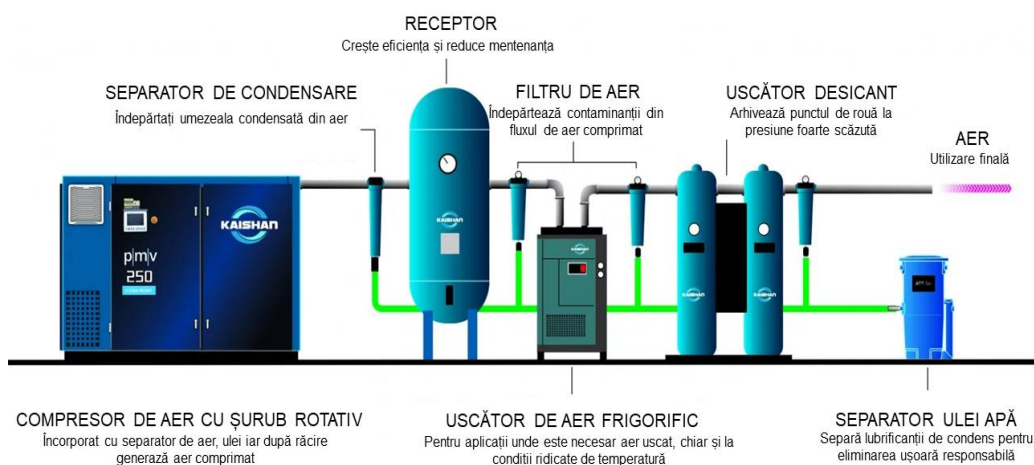 RECEPTOR
Crește eficiența și reduce mentenanța
SEPARATOR DE CONDENSARE
Îndepărtați umezeala condensată din aer
FILTRU DE AER
Îndepărtează contaminanții din
fluxul de aer comprimat
USCĂTOR DESICANT
Arhivează punctul de rouă la
presiune foarte scăzută
AER
Utilizare finală
KAISHAN
p|m|v
250
KAISHAN
KAISHAN
COMPRESOR DE AER CU ȘURUB ROTATIV
Încorporat cu separator de aer, ulei iar după răcire
generază aer comprimat
USCĂTOR DE AER FRIGORIFIC
Pentru aplicații unde este necesar aer uscat, chiar și la
condiții ridicate de temperatură
SEPARATOR ULEI APĂ
Separă lubrifianții de condens pentru
eliminarea ușoară responsabilă